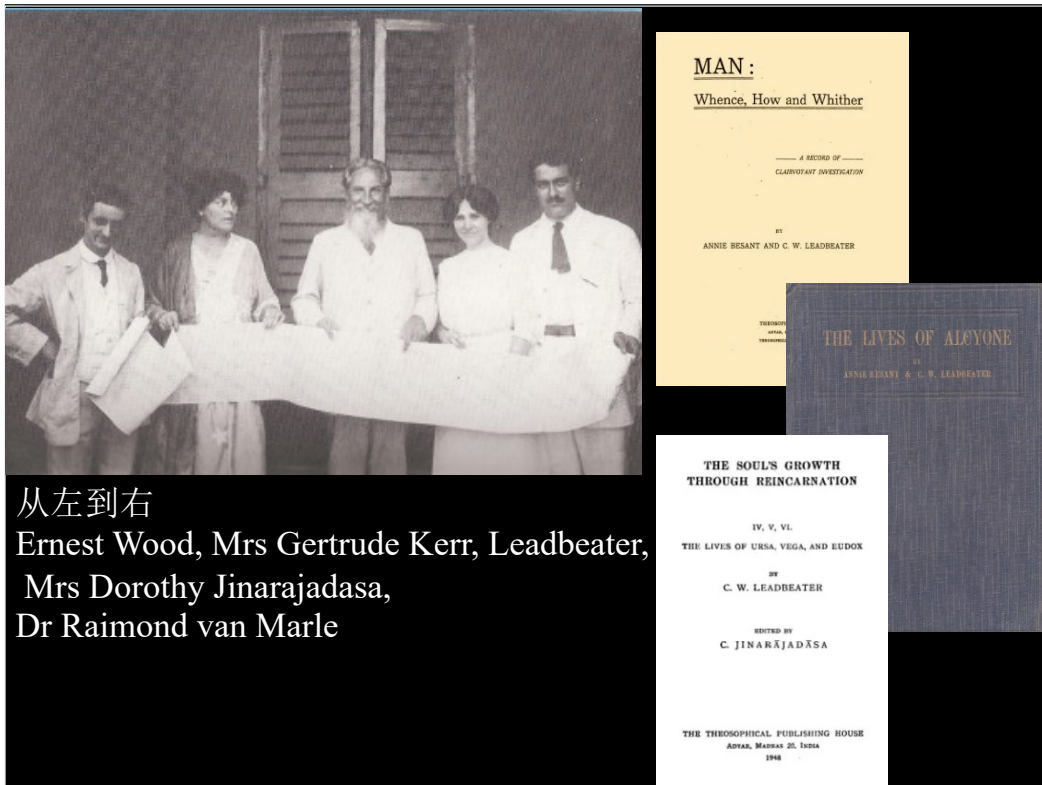 从左到右
Ernest Wood, Mrs Gertrude Kerr, Leadbeater,
Mrs Dorothy Jinarajadasa,
Dr Raimond van Marle
MAN:
Whence, How and Whither
A RECORD OF
CLAIRVOYANT INVESTIGATION
BY
ANNIE BESANT AND C. W. LEADBEATER
THE LIVES OF ALCYONE
BY
ANNIE BESANT & C. W. LEADBEATER
THE SOUL'S GROWTH
THROUGH REINCARNATION
IV, V, VI.
THE LIVES OF URSA, VEGA, AND EUDOX
BY
C. W. LEADBEATER
EDITED BY
C. JINARĀJADĀSA
THE THEOSOPHICAL PUBLISHING HOUSE
ADYAR, MADRAS 20, INDIA
1948